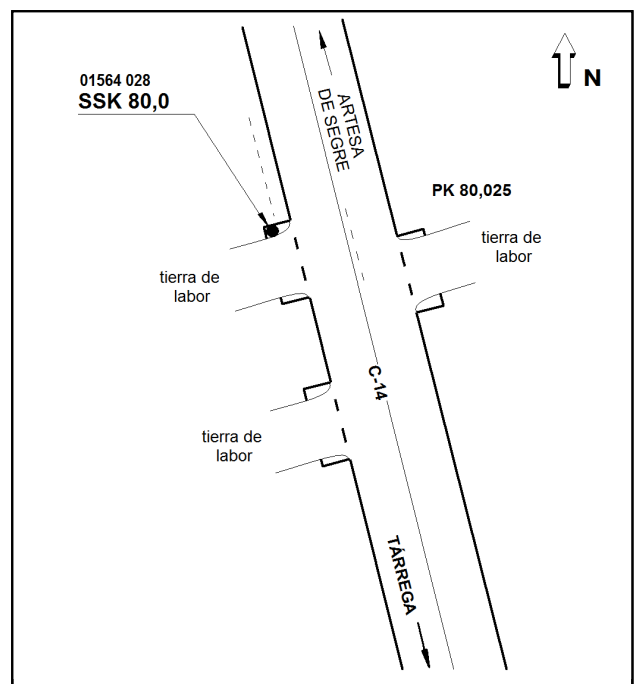 01564 028
SSK 80,0
ARTESA
DE SEGRE
N
PK 80,025
tierra de
labor
tierra de
labor
C-14
tierra de
labor
TÁRREGA